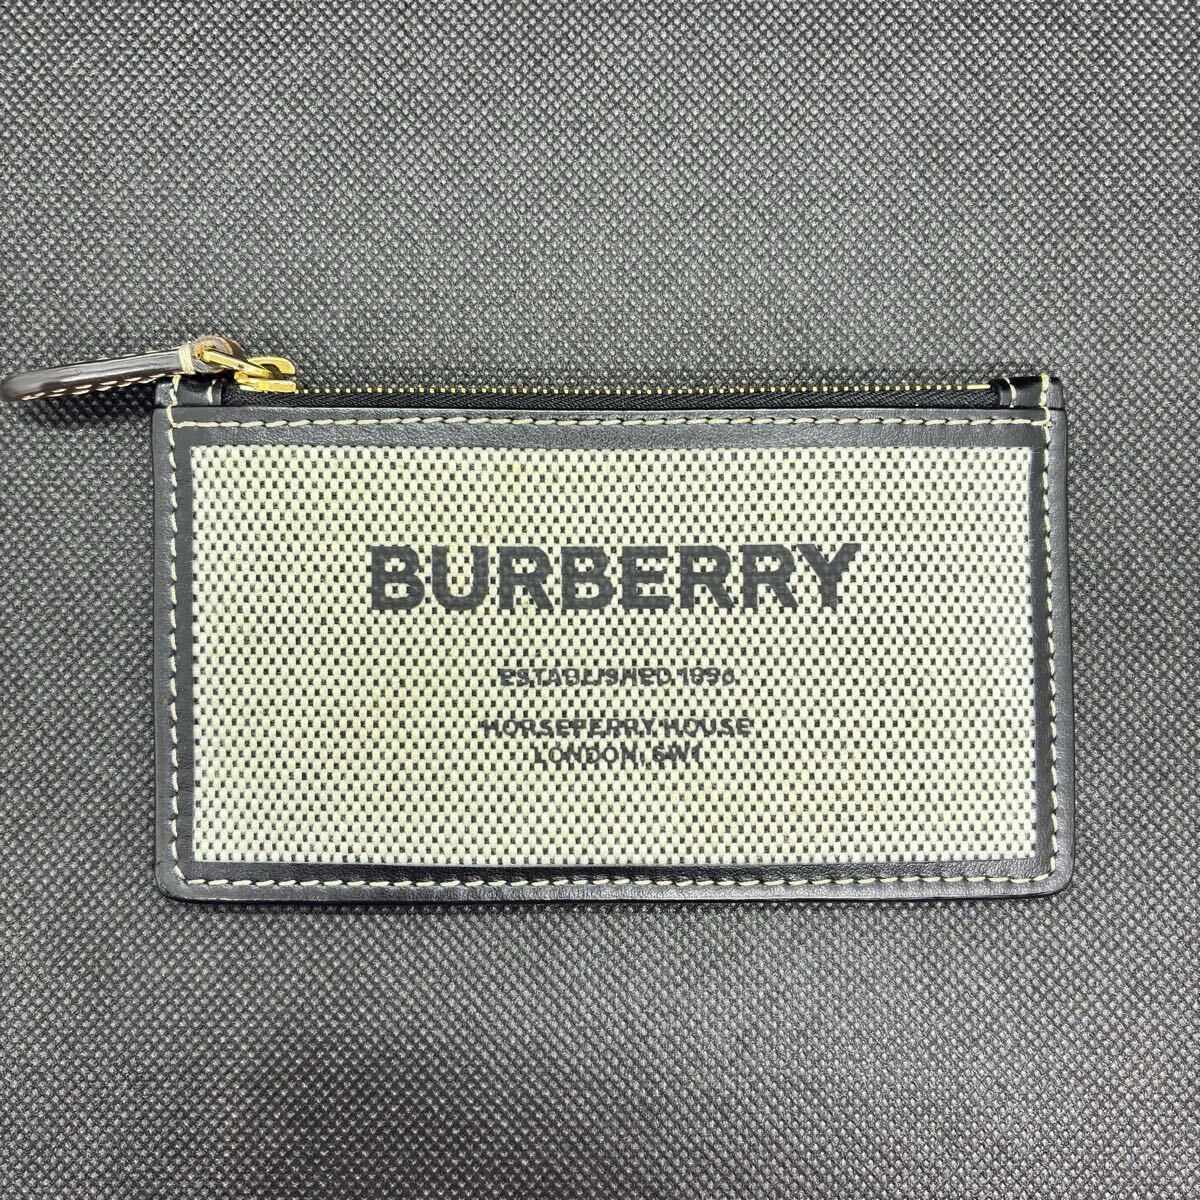 BURBERRY
ESTABLISHED 1856
HORSEFERRY HOUSE
LONDON, SW1